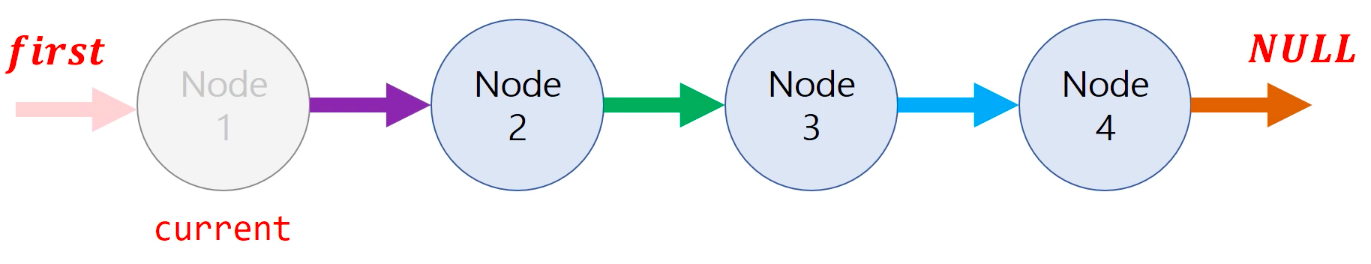 first
NULL
Node
1
Node
2
Node
3
Node
4
current